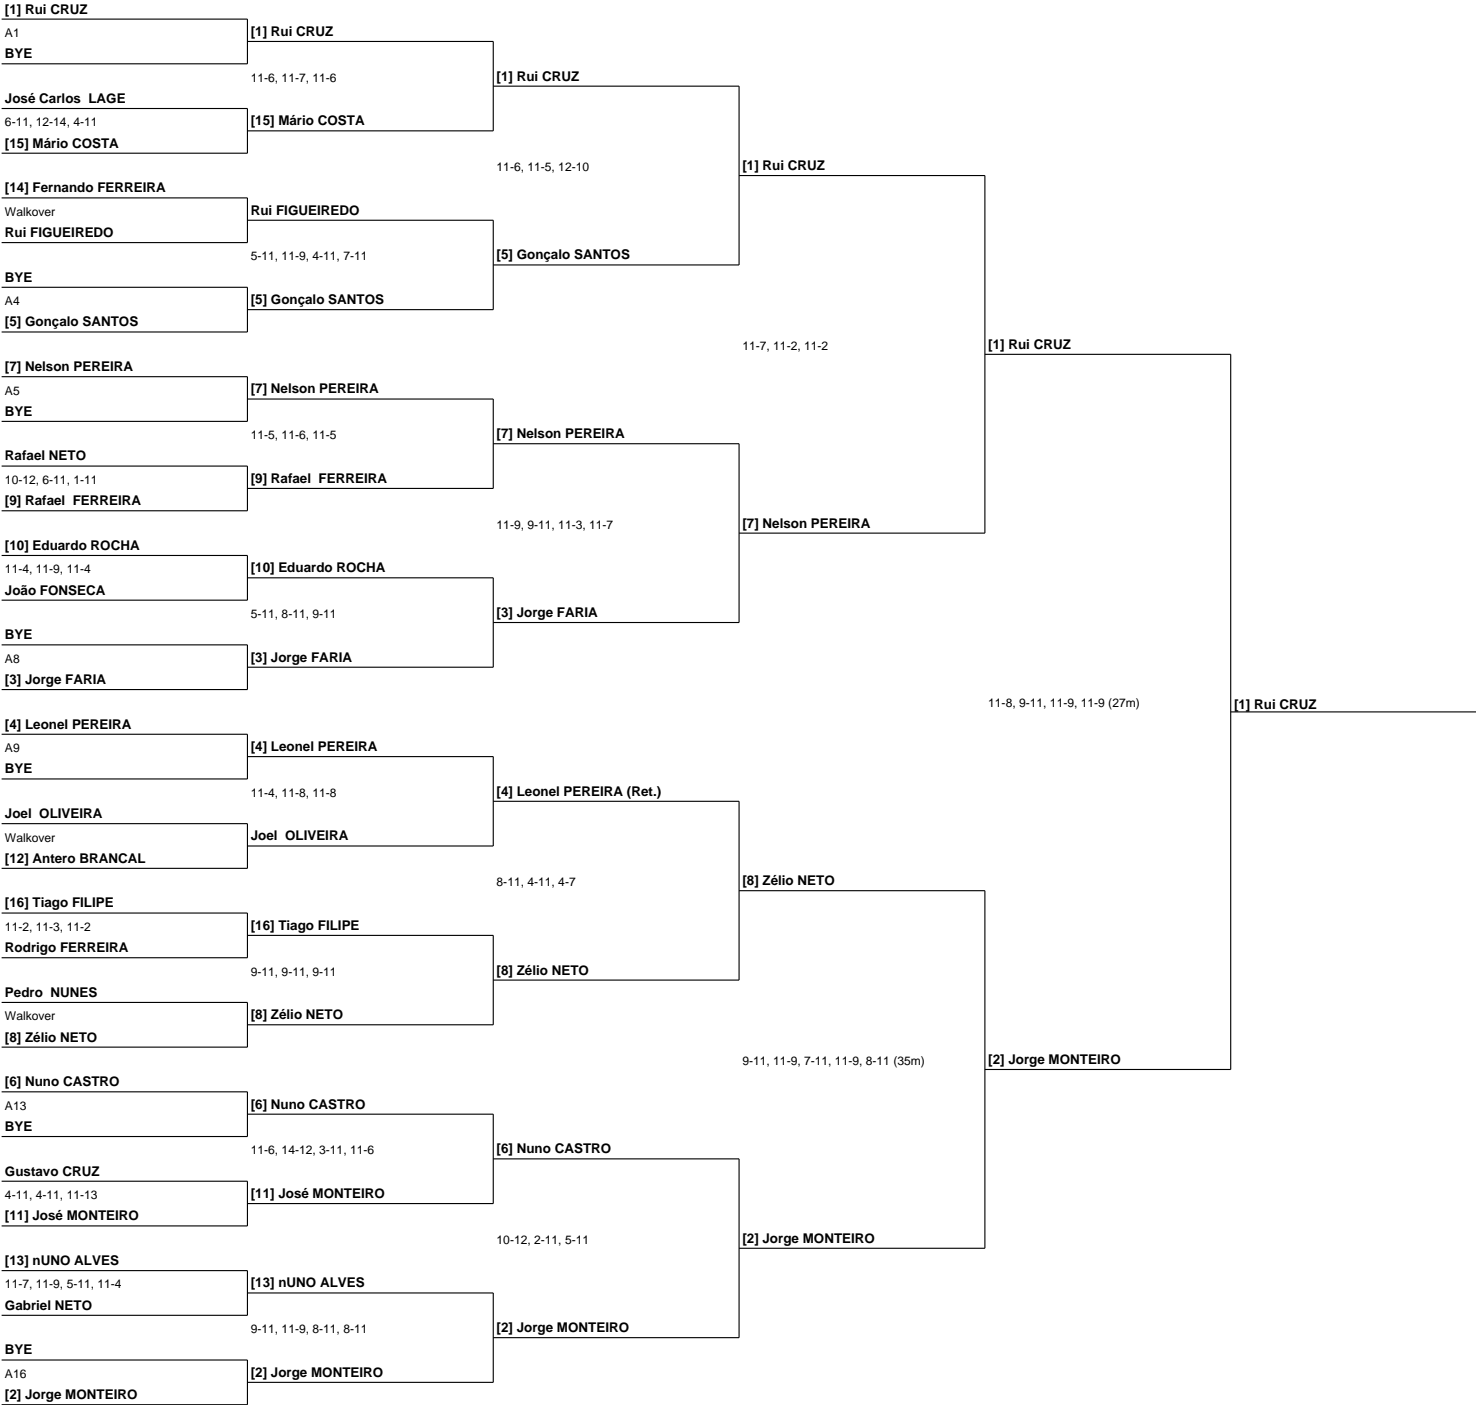 [1] Rui CRUZ
A1
BYE
José Carlos LAGE
6-11, 12-14, 4-11
[15] Mário COSTA
[14] Fernando FERREIRA
Walkover
Rui FIGUEIREDO
BYE
A4
[5] Gonçalo SANTOS
[7] Nelson PEREIRA
A5
BYE
Rafael NETO
10-12, 6-11, 1-11
[9] Rafael FERREIRA
[10] Eduardo ROCHA
11-4, 11-9, 11-4
João FONSECA
BYE
A8
[3] Jorge FARIA
[4] Leonel PEREIRA
A9
BYE
Joel OLIVEIRA
Walkover
[12] Antero BRANCAL
[16] Tiago FILIPE
11-2, 11-3, 11-2
Rodrigo FERREIRA
Pedro NUNES
Walkover
[8] Zélio NETO
[6] Nuno CASTRO
A13
BYE
Gustavo CRUZ
4-11, 4-11, 11-13
[11] José MONTEIRO
[13] nUNO ALVES
11-7, 11-9, 5-11, 11-4
Gabriel NETO
BYE
A16
[2] Jorge MONTEIRO
[1] Rui CRUZ
11-6, 11-7, 11-6
[15] Mário COSTA
Rui FIGUEIREDO
5-11, 11-9, 4-11, 7-11
[5] Gonçalo SANTOS
[7] Nelson PEREIRA
11-5, 11-6, 11-5
[9] Rafael FERREIRA
[10] Eduardo ROCHA
5-11, 8-11, 9-11
[3] Jorge FARIA
[4] Leonel PEREIRA
11-4, 11-8, 11-8
Joel OLIVEIRA
[16] Tiago FILIPE
9-11, 9-11, 9-11
[8] Zélio NETO
[6] Nuno CASTRO
11-6, 14-12, 3-11, 11-6
[11] José MONTEIRO
[13] nUNO ALVES
9-11, 11-9, 8-11, 8-11
[2] Jorge MONTEIRO
[1] Rui CRUZ
11-6, 11-5, 12-10
[5] Gonçalo SANTOS
[7] Nelson PEREIRA
11-9, 9-11, 11-3, 11-7
[3] Jorge FARIA
[4] Leonel PEREIRA (Ret.)
8-11, 4-11, 4-7
[8] Zélio NETO
[6] Nuno CASTRO
10-12, 2-11, 5-11
[2] Jorge MONTEIRO
[1] Rui CRUZ
11-7, 11-2, 11-2
[7] Nelson PEREIRA
[8] Zélio NETO
9-11, 11-9, 7-11, 11-9, 8-11 (35m)
[2] Jorge MONTEIRO
[1] Rui CRUZ
11-8, 9-11, 11-9, 11-9 (27m)
[2] Jorge MONTEIRO
[1] Rui CRUZ